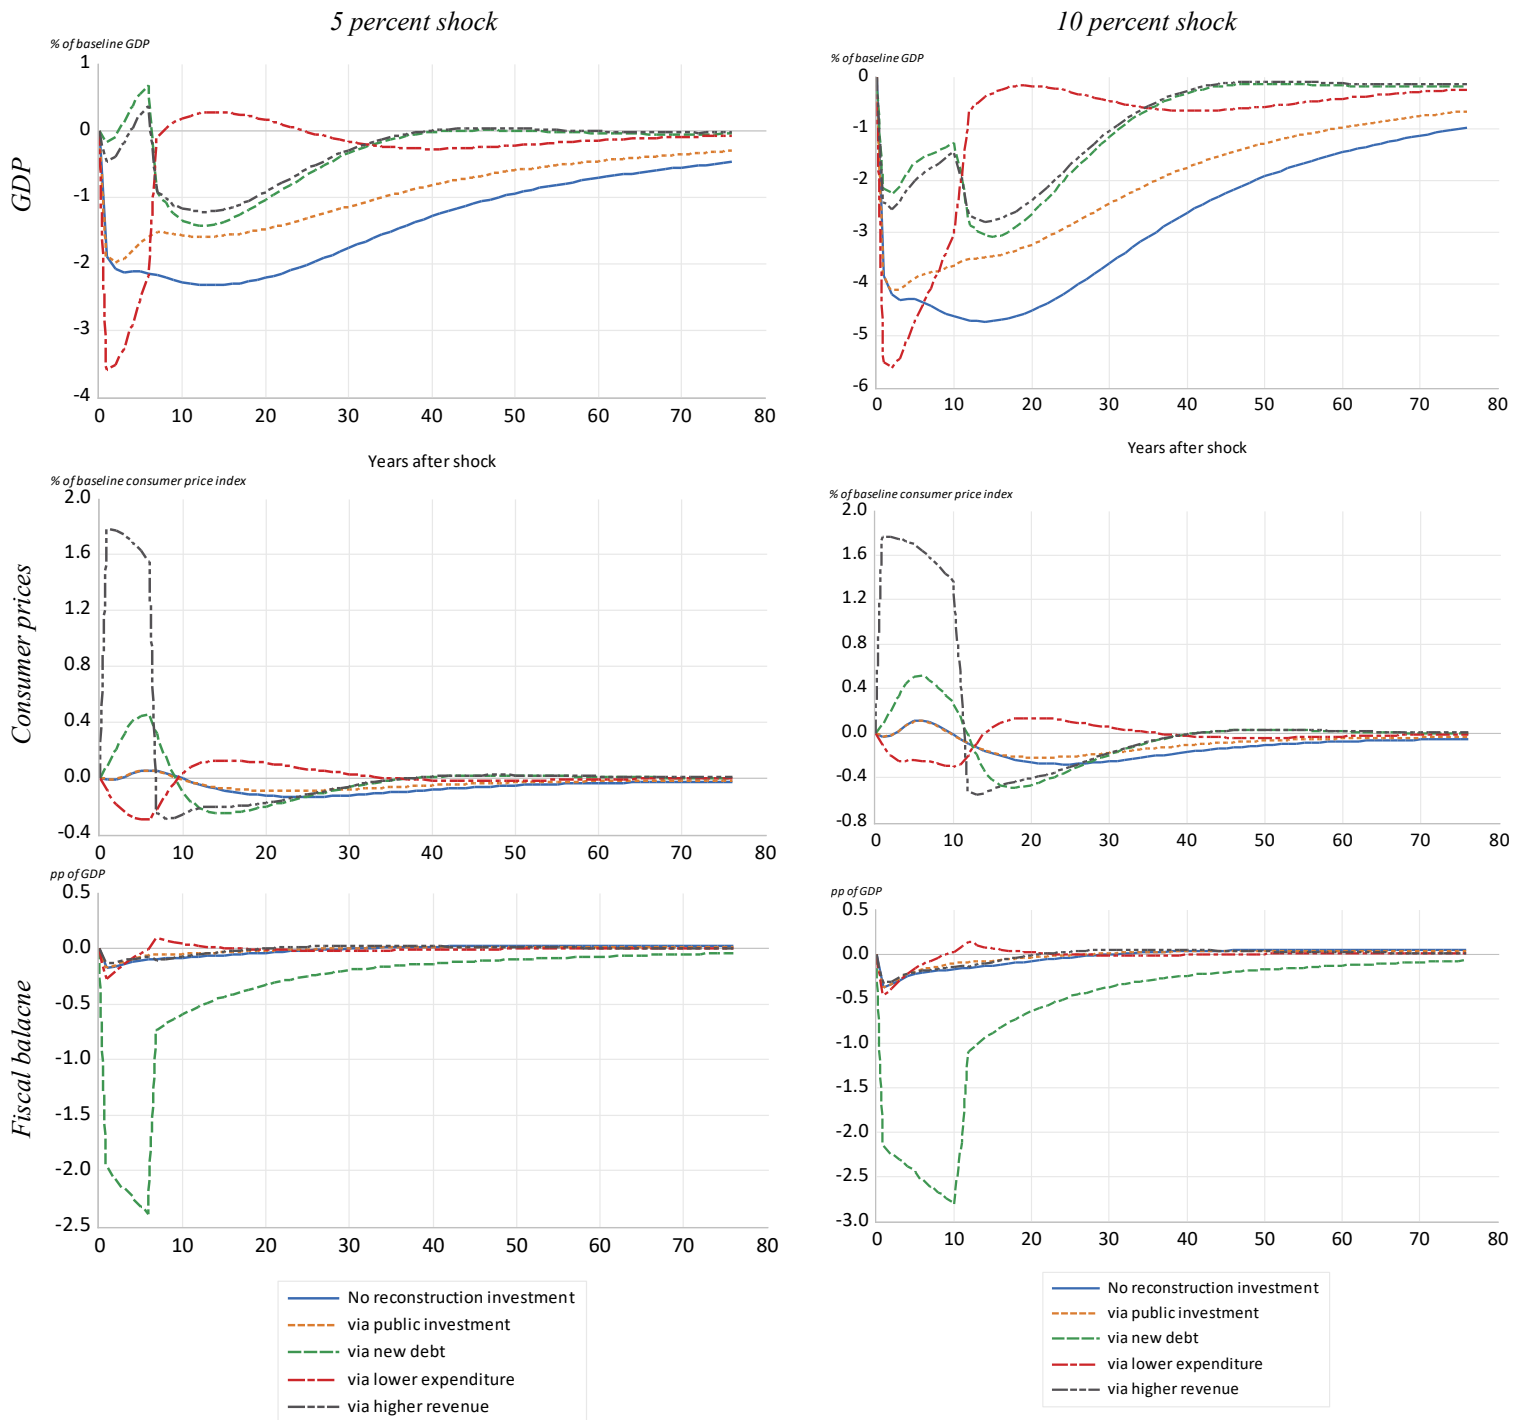 5 percent shock
10 percent shock
GDP
% of baseline GDP
1
0
-1
-2
-3
-4
0 10 20 30 40 50 60 70 80
Years after shock
% of baseline GDP
0
-1
-2
-3
-4
-5
-6
0 10 20 30 40 50 60 70 80
Years after shock
Consumer prices
% of baseline consumer price index
2.0
1.6
1.2
0.8
0.4
0.0
-0.4
0 10 20 30 40 50 60 70 80
% of baseline consumer price index
2.0
1.6
1.2
0.8
0.4
0.0
-0.4
-0.8
0 10 20 30 40 50 60 70 80
Fiscal balacne
pp of GDP
0.5
0.0
-0.5
-1.0
-1.5
-2.0
-2.5
0 10 20 30 40 50 60 70 80
pp of GDP
0.5
0.0
-0.5
-1.0
-1.5
-2.0
-2.5
-3.0
0 10 20 30 40 50 60 70 80
No reconstruction investment
via public investment
via new debt
via lower expenditure
via higher revenue
No reconstruction investment
via public investment
via new debt
via lower expenditure
via higher revenue